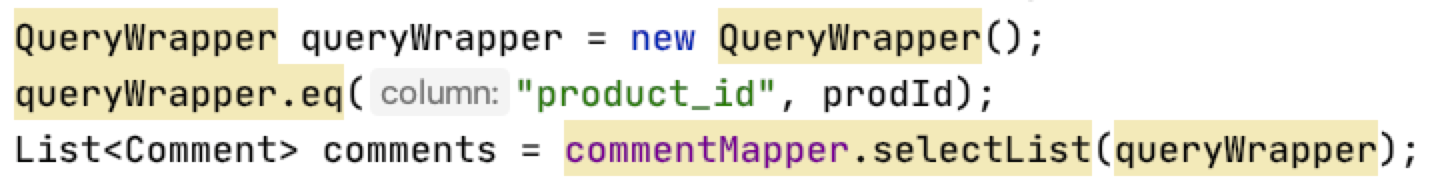 QueryWrapper queryWrapper = new QueryWrapper();
queryWrapper.eq( column: "product_id", prodId);
List<Comment> comments = commentMapper.selectList(queryWrapper);